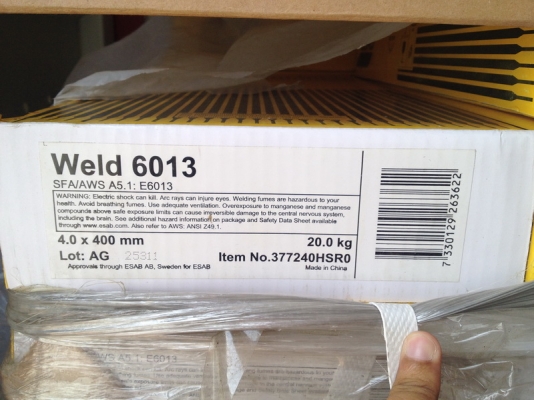 Weld 6013
SFA/AWS A5.1: E6013
WARNING: Electric shock can kill. Arc rays can injure eyes. Welding fumes are hazardous to your
health. Avoid breathing fumes. Use adequate ventilation. Overexposure to manganese and manganese
compounds above safe exposure limits can cause irreversible damage to the central nervous system,
including the brain. See additional hazard information on package and Safety Data Sheet available
through www.esab.com. Also refer to AWS: ANSI Z49.1.
4.0 x 400 mm 20.0 kg
Lot: AG 25811 Item No.377240HSR0
Approvals through ESAB AB, Sweden for ESAB Made in China
7 330129 263622
WS A5.1: E6013